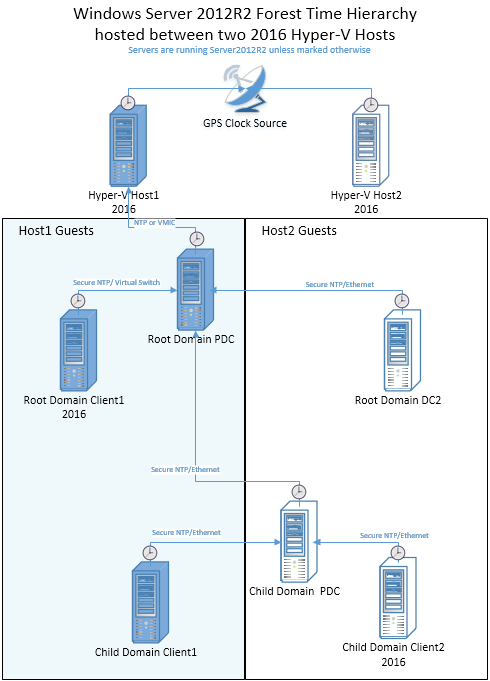 Windows Server 2012R2 Forest Time Hierarchy
hosted between two 2016 Hyper-V Hosts
Servers are running Server2012R2 unless marked otherwise
GPS Clock Source
Hyper-V Host1
2016
Hyper-V Host2
2016
NTP or VMIC
Host1 Guests
Host2 Guests
Secure NTP/ Virtual Switch
Secure NTP/Ethernet
Root Domain PDC
Root Domain Client1
2016
Root Domain DC2
Secure NTP/Ethernet
Secure NTP/Ethernet
Secure NTP/Ethernet
Child Domain  PDC
Child Domain Client1
Child Domain Client2
2016